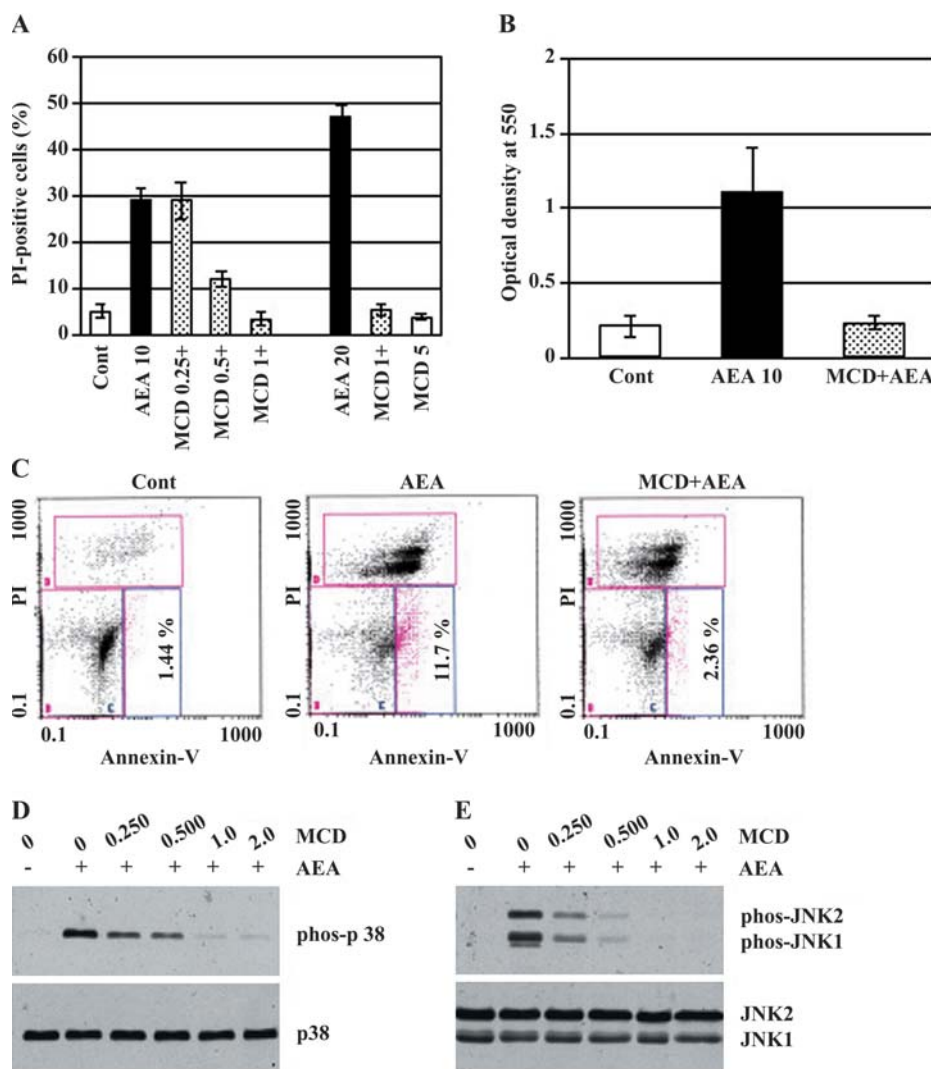 A
PI-positive cells (%)
60
50
40
30
20
10
0
Cont
AEA 10
MCD 0.25+
MCD 0.5+
MCD 1+
AEA 20
MCD 1+
MCD 5
B
Optical density at 550
2
1.5
1
0.5
0
Cont
AEA 10
MCD+AEA
C
Cont
PI
1000
0.1
1.44 %
0.1
1000
Annexin-V
AEA
PI
1000
0.1
11.7 %
C
0.1
1000
Annexin-V
MCD+AEA
PI
1000
0.1
2.36 %
C
0.1
1000
Annexin-V
D
0 0 0.250 0.500 1.0 2.0 MCD
- + + + + + AEA
phos-p 38
p38
E
0 0 0.250 0.500 1.0 2.0 MCD
- + + + + + AEA
phos-JNK2
phos-JNK1
JNK2
JNK1